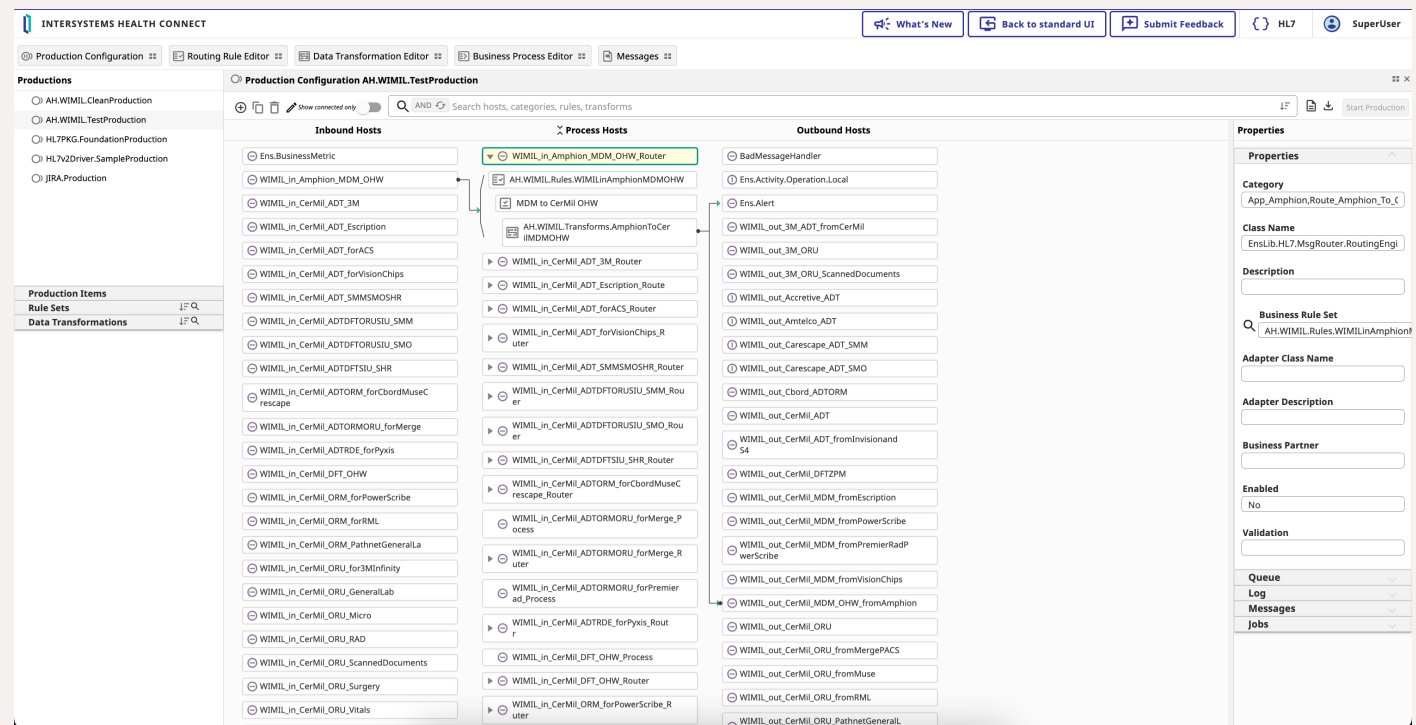 INTERSYSTEMS HEALTH CONNECT
What's New
Back to standard UI
Submit Feedback
HL7
SuperUser
Production Configuration
Routing Rule Editor
Data Transformation Editor
Business Process Editor
Messages
Productions
AH.WIMIL.CleanProduction
AH.WIMIL.TestProduction
HL7PKG.FoundationProduction
HL7v2Driver.SampleProduction
JIRA.Production
Production Items
Rule Sets
Data Transformations
Production Configuration AH.WIMIL.TestProduction
Show connected only
AND
Search hosts, categories, rules, transforms
Start Production
Inbound Hosts
Ens.BusinessMetric
WIMIL_in_Amphion_MDM_OHW
WIMIL_in_CerMil_ADT_3M
WIMIL_in_CerMil_ADT_Escription
WIMIL_in_CerMil_ADT_forACS
WIMIL_in_CerMil_ADT_forVisionChips
WIMIL_in_CerMil_ADT_SMMSMOSHR
WIMIL_in_CerMil_ADTDFTORUSIU_SMM
WIMIL_in_CerMil_ADTDFTORUSIU_SMO
WIMIL_in_CerMil_ADTDFTSIU_SHR
WIMIL_in_CerMil_ADTORM_forCbordMuseC
rescape
WIMIL_in_CerMil_ADTORMORU_forMerge
WIMIL_in_CerMil_ADTRDE_forPyxis
WIMIL_in_CerMil_DFT_OHW
WIMIL_in_CerMil_ORM_forPowerScribe
WIMIL_in_CerMil_ORM_forRML
WIMIL_in_CerMil_ORM_PathnetGeneralLa
WIMIL_in_CerMil_ORU_for3MInfinity
WIMIL_in_CerMil_ORU_GeneralLab
WIMIL_in_CerMil_ORU_Micro
WIMIL_in_CerMil_ORU_RAD
WIMIL_in_CerMil_ORU_ScannedDocuments
WIMIL_in_CerMil_ORU_Surgery
WIMIL_in_CerMil_ORU_Vitals
Process Hosts
WIMIL_in_Amphion_MDM_OHW_Router
AH.WIMIL.Rules.WIMILinAmphionMDMOHW
MDM to CerMil OHW
AH.WIMIL.Transforms.AmphionToCer
ilMDMOHW
WIMIL_in_CerMil_ADT_3M_Router
WIMIL_in_CerMil_ADT_Escription_Route
WIMIL_in_CerMil_ADT_forACS_Router
WIMIL_in_CerMil_ADT_forVisionChips_R
uter
WIMIL_in_CerMil_ADT_SMMSMOSHR_Router
WIMIL_in_CerMil_ADTDFTORUSIU_SMM_Rou
er
WIMIL_in_CerMil_ADTDFTORUSIU_SMO_Rou
er
WIMIL_in_CerMil_ADTDFTSIU_SHR_Router
WIMIL_in_CerMil_ADTORM_forCbordMuseC
rescape_Router
WIMIL_in_CerMil_ADTORMORU_forMerge_P
ocess
WIMIL_in_CerMil_ADTORMORU_forMerge_R
uter
WIMIL_in_CerMil_ADTORMORU_forPremier
ad_Process
WIMIL_in_CerMil_ADTRDE_forPyxis_Rout
r
WIMIL_in_CerMil_DFT_OHW_Process
WIMIL_in_CerMil_DFT_OHW_Router
WIMIL_in_CerMil_ORM_forPowerScribe_R
uter
Outbound Hosts
BadMessageHandler
Ens.Activity.Operation.Local
Ens.Alert
WIMIL_out_3M_ADT_fromCerMil
WIMIL_out_3M_ORU
WIMIL_out_3M_ORU_ScannedDocuments
WIMIL_out_Accretive_ADT
WIMIL_out_Amtelco_ADT
WIMIL_out_Carescape_ADT_SMM
WIMIL_out_Carescape_ADT_SMO
WIMIL_out_Cbord_ADTORM
WIMIL_out_CerMil_ADT
WIMIL_out_CerMil_ADT_fromInvisionand
S4
WIMIL_out_CerMil_DFTZPM
WIMIL_out_CerMil_MDM_fromEscription
WIMIL_out_CerMil_MDM_fromPowerScribe
WIMIL_out_CerMil_MDM_fromPremierRadP
werScribe
WIMIL_out_CerMil_MDM_fromVisionChips
WIMIL_out_CerMil_MDM_OHW_fromAmphion
WIMIL_out_CerMil_ORU
WIMIL_out_CerMil_ORU_fromMergePACS
WIMIL_out_CerMil_ORU_fromMuse
WIMIL_out_CerMil_ORU_fromRML
WIMIL_out_CerMil_ORU_PathnetGeneralL
Properties
Properties
Category
App_Amphion,Route_Amphion_To_C
Class Name
EnsLib.HL7.MsgRouter.RoutingEngi
Description
Business Rule Set
AH.WIMIL.Rules.WIMILinAmphionM
Adapter Class Name
Adapter Description
Business Partner
Enabled
No
Validation
Queue
Log
Messages
Jobs